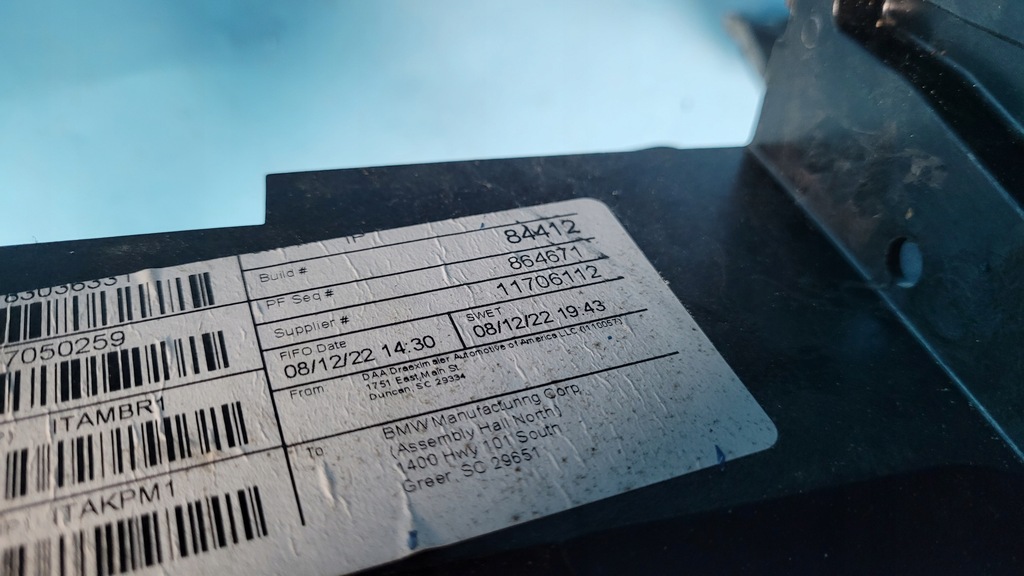 84412
Build # 864671
PF Seq# 11706112
Supplier #
FIFO Date
08/12/22 14:30
SWET
08/12/22 19:43
From
DAA Draexlmaier Automotive of America LLC (110057)
1751 East Main St.
Duncan, SC 29334
To
BMW Manufacturing Corp.
(Assembly Hall North)
1400 Hwy 101 South
Greer, SC 29651
7050259
ITAMBR1
ITAKPM1